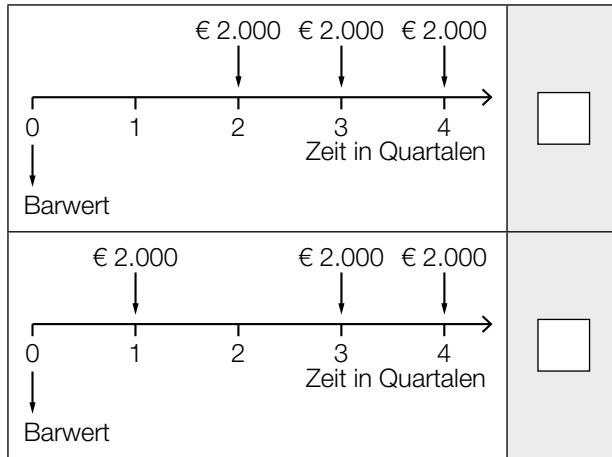 € 2.000 € 2.000 € 2.000
0 1 2 3 4
Zeit in Quartalen
Barwert
€ 2.000 € 2.000 € 2.000
0 1 2 3 4
Zeit in Quartalen
Barwert